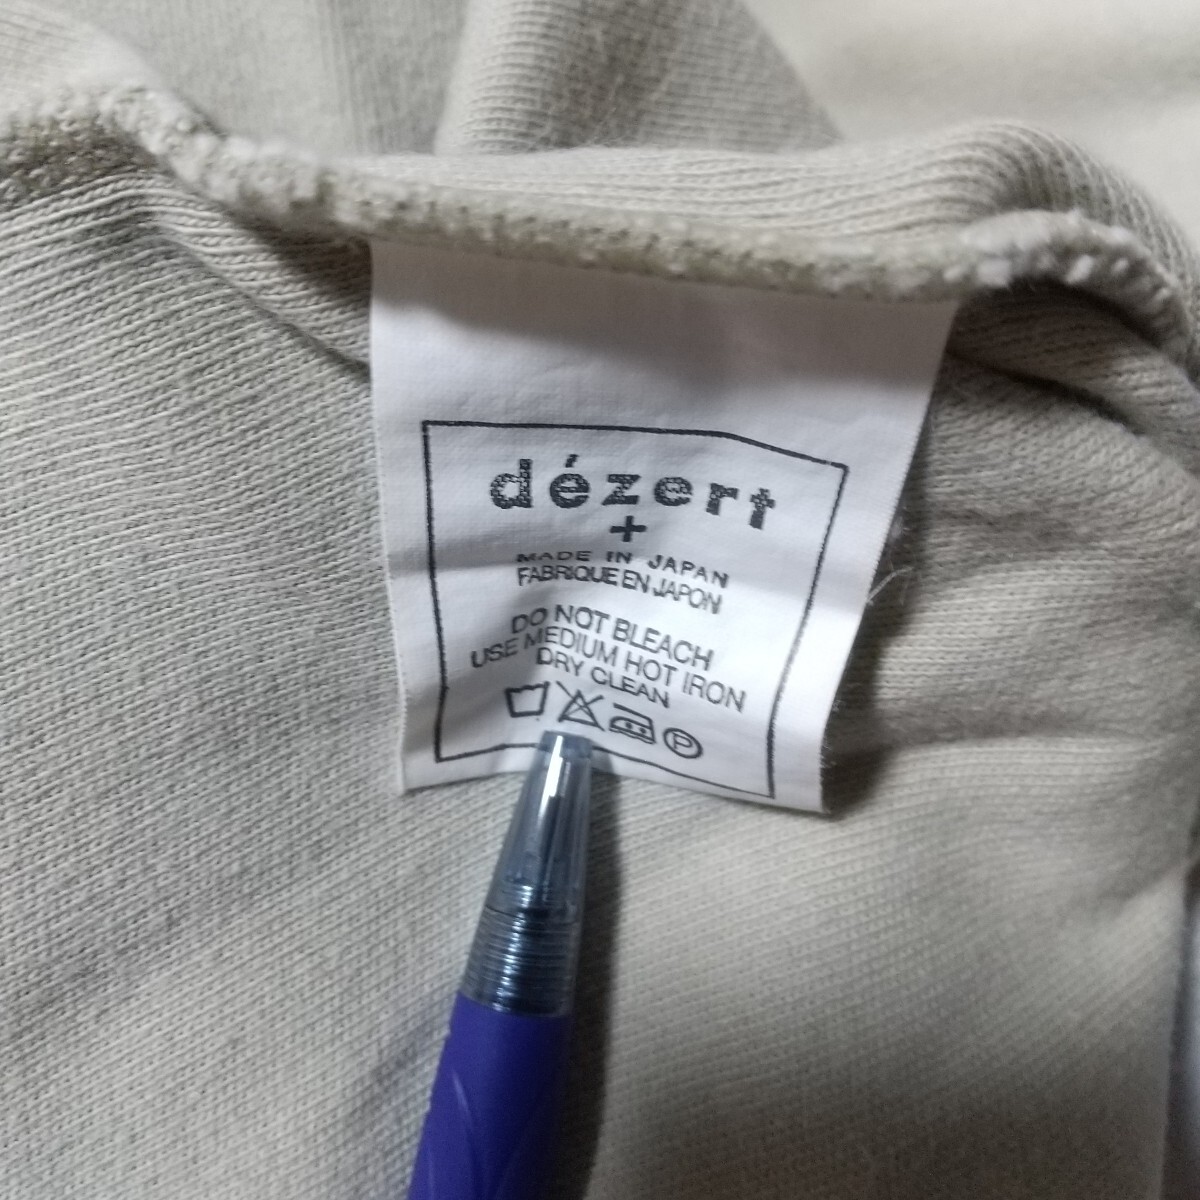 dézert
+
MADE IN JAPAN
FABRIQUE EN JAPON
DO NOT BLEACH
USE MEDIUM HOT IRON
DRY CLEAN
P